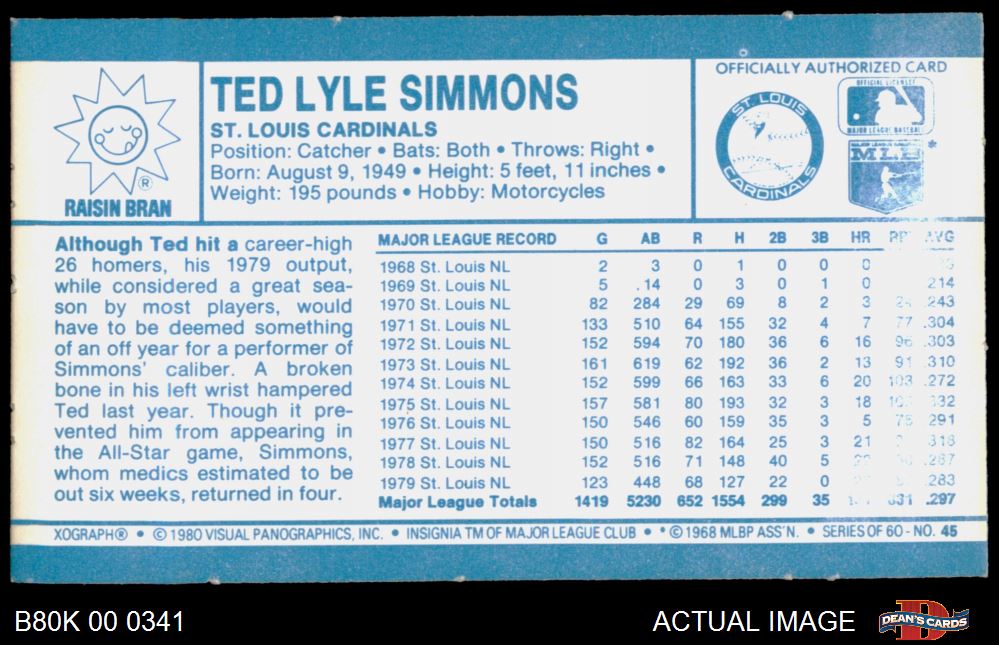 OFFICIALLY AUTHORIZED CARD
OFFICIAL LICENSEE
MAJOR LEAGUE BASEBALL
ST. LOUIS
CARDINALS
MLB *
RAISIN BRAN ®
TED LYLE SIMMONS
ST. LOUIS CARDINALS
Position: Catcher • Bats: Both • Throws: Right •
Born: August 9, 1949 • Height: 5 feet, 11 inches •
Weight: 195 pounds • Hobby: Motorcycles
Although Ted hit a career-high
26 homers, his 1979 output,
while considered a great sea-
son by most players, would
have to be deemed something
of an off year for a performer of
Simmons' caliber. A broken
bone in his left wrist hampered
Ted last year. Though it pre-
vented him from appearing in
the All-Star game, Simmons,
whom medics estimated to be
out six weeks, returned in four.
MAJOR LEAGUE RECORD G AB R H 2B 3B HR AVG
1968 St. Louis NL 2 3 0 1 0 0 0
1969 St. Louis NL 5 14 0 3 0 1 0 .214
1970 St. Louis NL 82 284 29 69 8 2 3 .243
1971 St. Louis NL 133 510 64 155 32 4 7 77 .304
1972 St. Louis NL 152 594 70 180 36 6 16 96 .303
1973 St. Louis NL 161 619 62 192 36 2 13 91 .310
1974 St. Louis NL 152 599 66 163 33 6 20 103 .272
1975 St. Louis NL 157 581 80 193 32 3 18 .332
1976 St. Louis NL 150 546 60 159 35 3 5 75 .291
1977 St. Louis NL 150 516 82 164 25 3 21 .318
1978 St. Louis NL 152 516 71 148 40 5 .287
1979 St. Louis NL 123 448 68 127 22 0 .283
Major League Totals 1419 5230 652 1554 299 35 .297
XOGRAPH® • © 1980 VISUAL PANOGRAPHICS, INC. • INSIGNIA TM OF MAJOR LEAGUE CLUB • * © 1968 MLBP ASS'N. • SERIES OF 60 - NO. 45
B80K 00 0341
ACTUAL IMAGE
DEAN'S CARDS